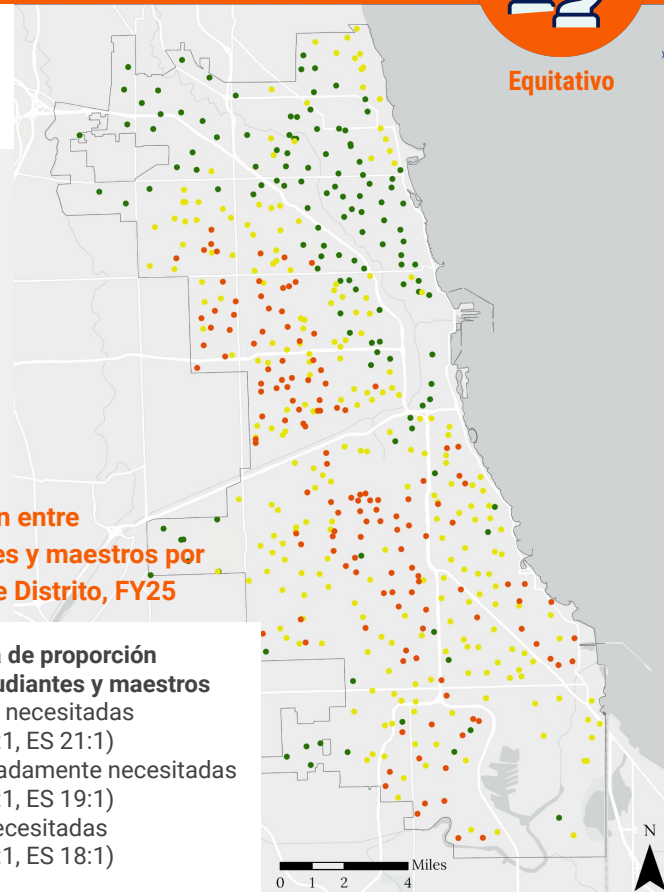 Equitativo
n entre
es y maestros por
e Distrito, FY25
a de proporción
udiantes y maestros
necesitadas
:1, ES 21:1)
adamente necesitadas
:1, ES 19:1)
ecesitadas
:1, ES 18:1)
N
Miles
0 1 2 4